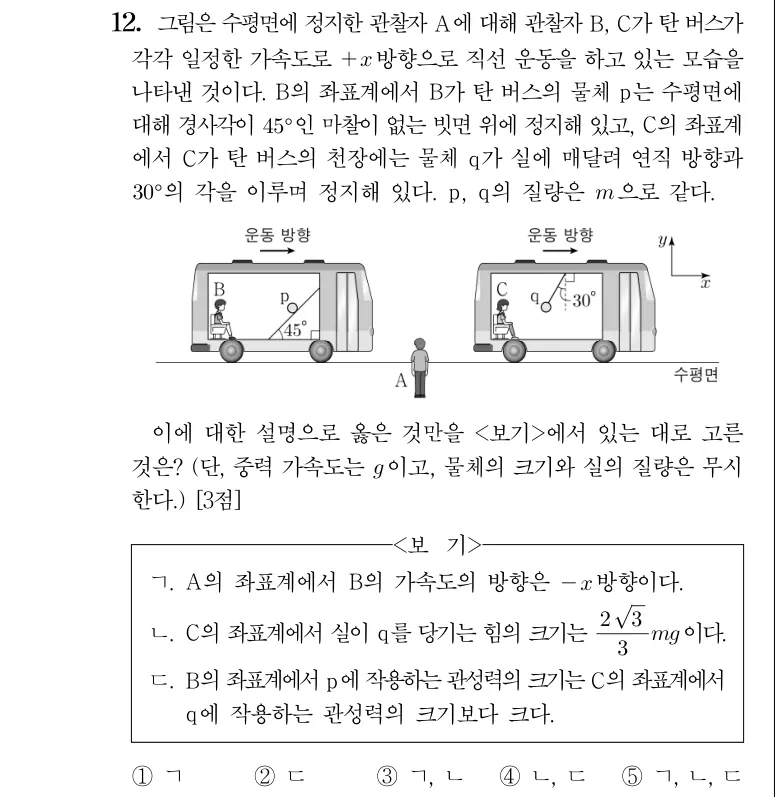 12. 그림은 수평면에 정지한 관찰자 A에 대해 관찰자 B, C가 탄 버스가
각각 일정한 가속도로 +x방향으로 직선 운동을 하고 있는 모습을
나타낸 것이다. B의 좌표계에서 B가 탄 버스의 물체 p는 수평면에
대해 경사각이 45°인 마찰이 없는 빗면 위에 정지해 있고, C의 좌표계
에서 C가 탄 버스의 천장에는 물체 q가 실에 매달려 연직 방향과
30°의 각을 이루며 정지해 있다. p, q의 질량은 m으로 같다.
운동 방향
운동 방향
y
x
B
p
45°
C
q
30°
A
수평면
이에 대한 설명으로 옳은 것만을 <보기>에서 있는 대로 고른
것은? (단, 중력 가속도는 g이고, 물체의 크기와 실의 질량은 무시
한다.) [3점]
<보 기>
ㄱ. A의 좌표계에서 B의 가속도의 방향은 -x방향이다.
ㄴ. C의 좌표계에서 실이 q를 당기는 힘의 크기는 2√3/3 mg이다.
ㄷ. B의 좌표계에서 p에 작용하는 관성력의 크기는 C의 좌표계에서
q에 작용하는 관성력의 크기보다 크다.
① ㄱ ② ㄷ ③ ㄱ, ㄴ ④ ㄴ, ㄷ ⑤ ㄱ, ㄴ, ㄷ